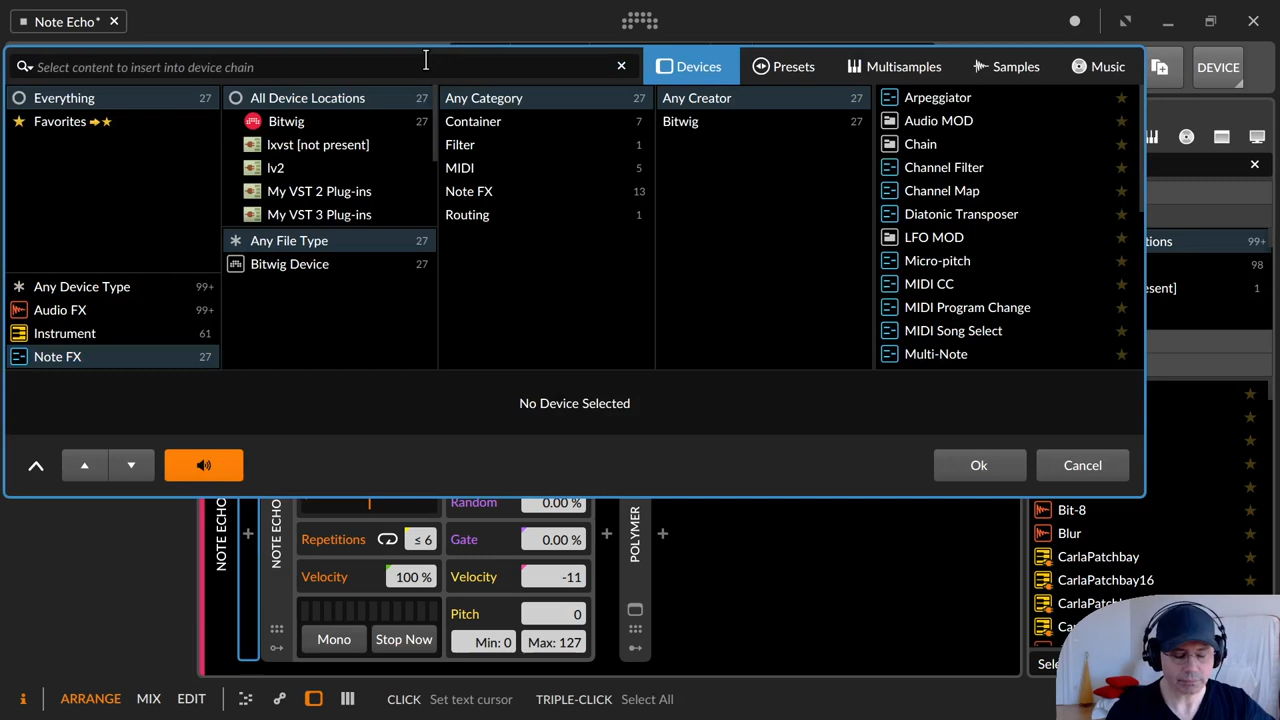 Note Echo*
DEVICE
Select content to insert into device chain
Devices
Presets
Multisamples
Samples
Music
Everything 27
Favorites
Any Device Type 99+
Audio FX 99+
Instrument 61
Note FX 27
All Device Locations 27
Bitwig 27
lxvst [not present]
lv2
My VST 2 Plug-ins
My VST 3 Plug-ins
Any File Type 27
Bitwig Device 27
Any Category 27
Container 7
Filter 1
MIDI 5
Note FX 13
Routing 1
Any Creator 27
Bitwig 27
Arpeggiator
Audio MOD
Chain
Channel Filter
Channel Map
Diatonic Transposer
LFO MOD
Micro-pitch
MIDI CC
MIDI Program Change
MIDI Song Select
Multi-Note
tions 99+
98
esent] 1
No Device Selected
Ok
Cancel
NOTE ECHO
NOTE ECHO
Repetitions ≤ 6
Velocity 100 %
Mono
Stop Now
Random 0.00 %
Gate 0.00 %
Velocity -11
Pitch 0
Min: 0
Max: 127
POLYMER
Bit-8
Blur
CarlaPatchbay
CarlaPatchbay16
CarlaPatchb
Ca
Sele
ARRANGE
MIX
EDIT
CLICK Set text cursor
TRIPLE-CLICK Select All